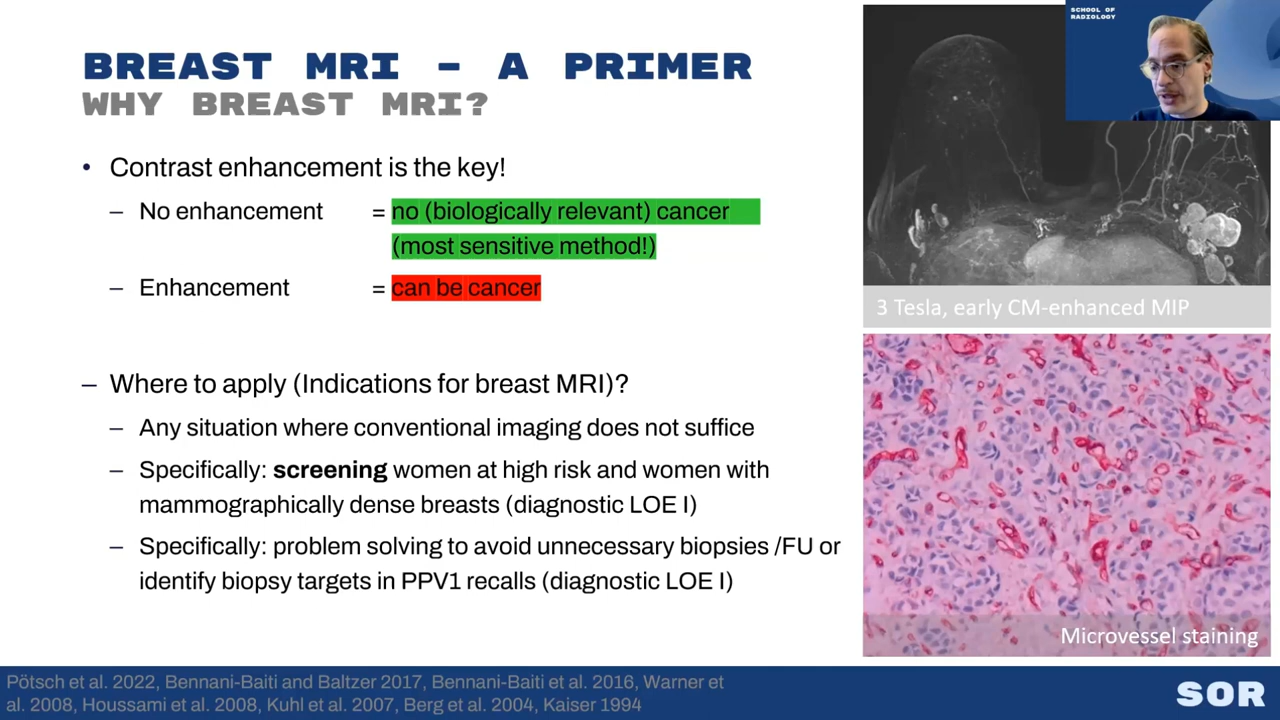 SCHOOL OF
RADIOLOGY
BREAST MRI – A PRIMER
WHY BREAST MRI?
• Contrast enhancement is the key!
– No enhancement = no (biologically relevant) cancer
(most sensitive method!)
– Enhancement = can be cancer
– Where to apply (Indications for breast MRI)?
– Any situation where conventional imaging does not suffice
– Specifically: screening women at high risk and women with
mammographically dense breasts (diagnostic LOE I)
– Specifically: problem solving to avoid unnecessary biopsies /FU or
identify biopsy targets in PPV1 recalls (diagnostic LOE I)
3 Tesla, early CM-enhanced MIP
Microvessel staining
Pötsch et al. 2022, Bennani-Baiti and Baltzer 2017, Bennani-Baiti et al. 2016, Warner et
al. 2008, Houssami et al. 2008, Kuhl et al. 2007, Berg et al. 2004, Kaiser 1994
SOR